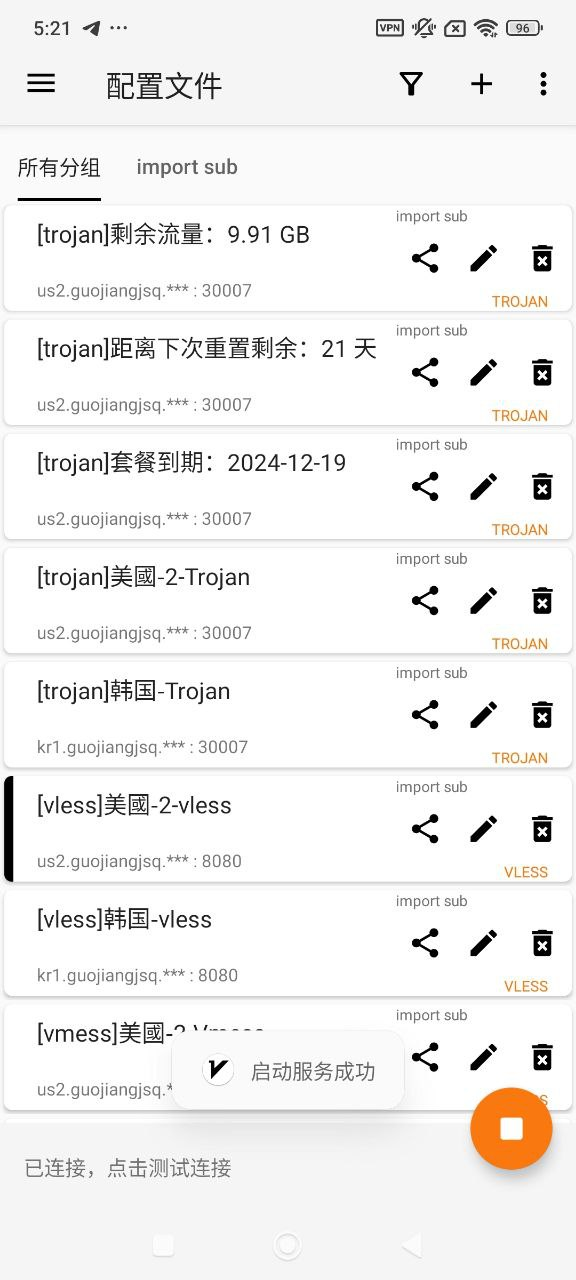 5:21
VPN
96
配置文件
所有分组
import sub
import sub
[trojan]剩余流量：9.91 GB
us2.guojiangjsq.*** : 30007
TROJAN
import sub
[trojan]距离下次重置剩余：21 天
us2.guojiangjsq.*** : 30007
TROJAN
import sub
[trojan]套餐到期：2024-12-19
us2.guojiangjsq.*** : 30007
TROJAN
import sub
[trojan]美國-2-Trojan
us2.guojiangjsq.*** : 30007
TROJAN
import sub
[trojan]韩国-Trojan
kr1.guojiangjsq.*** : 30007
TROJAN
import sub
[vless]美國-2-vless
us2.guojiangjsq.*** : 8080
VLESS
import sub
[vless]韩国-vless
kr1.guojiangjsq.*** : 8080
VLESS
import sub
[vmess]美國-2-Vmess
us2.guojiangjsq.*
启动服务成功
已连接，点击测试连接